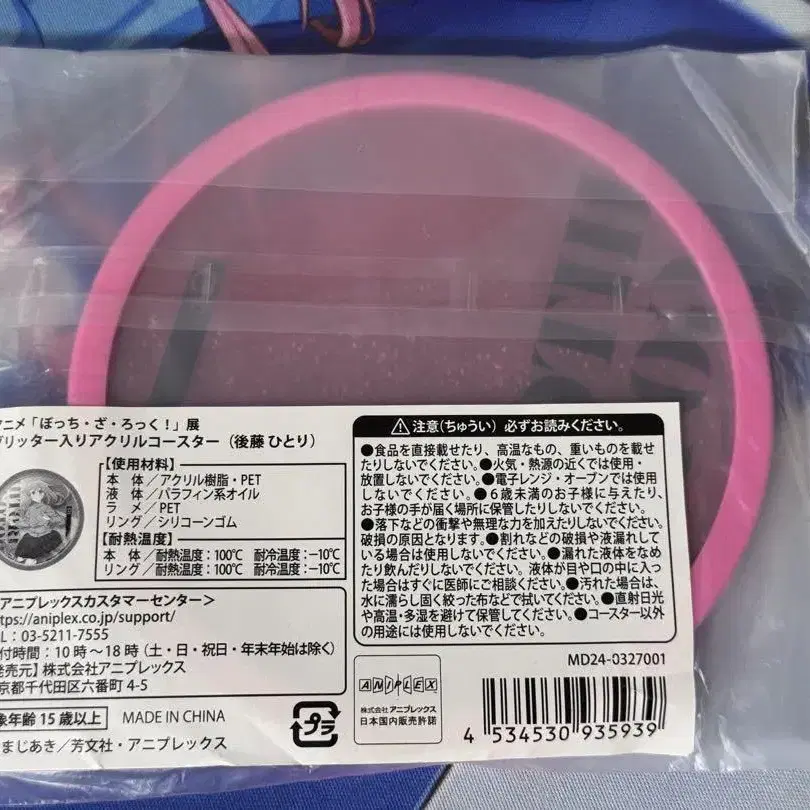 ニメ「ぼっち・ざ・ろっく！」展
リッター入りアクリルコースター（後藤 ひとり）
【使用材料】
本　体／アクリル樹脂・PET
液　体／パラフィン系オイル
ラ　メ／PET
リング／シリコーンゴム
【耐熱温度】
本　体／耐熱温度：100℃　耐冷温度：−10℃
リング／耐熱温度：100℃　耐冷温度：−10℃
アニプレックスカスタマーセンター＞
ttps://aniplex.co.jp/support/
EL：03-5211-7555
付時間：10時〜18時（土・日・祝日・年末年始は除く）
発売元】株式会社アニプレックス
京都千代田区六番町 4-5
象年齢 15 歳以上
MADE IN CHINA
プラ
まじあき／芳文社・アニプレックス
注意（ちゅうい）必ずお読みください。
●食品を直接載せたり、高温なもの、重いものを載せ
たりしないでください。●火気・熱源の近くでは使用・
放置しないでください。●電子レンジ・オーブンでは使用
しないでください。●６歳未満のお子様に与えたり、
お子様の手が届く場所に保管したりしないでください。
●落下などの衝撃や無理な力を加えたりしないでください。
破損の原因となります。●割れなどの破損や液漏れして
いる場合は使用しないでください。●漏れた液体をなめ
たり飲んだりしないでください。液体が目や口の中に入っ
た場合はすぐに医師にご相談ください。●汚れた場合は、
水に濡らし固く絞った布などで拭いてください。●直射日光
や高温・多湿を避けて保管してください。●コースター以外
の用途には使用しないでください。
MD24-0327001
ANIPLEX
株式会社 アニプレックス
日本国内販売許諾
4 534530 935939